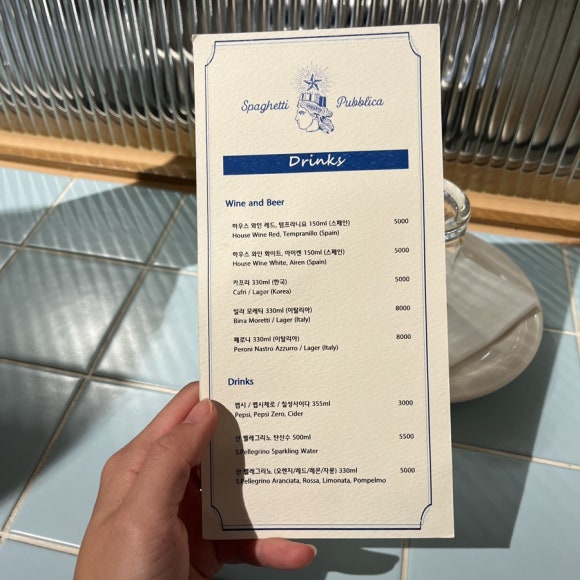 Spaghetti Pubblica
Drinks
Wine and Beer
하우스 와인 레드, 템프라니요 150ml (스페인) 5000
House Wine Red, Tempranillo (Spain)
하우스 와인 화이트, 아이렌 150ml (스페인) 5000
House Wine White, Airen (Spain)
카프리 330ml (한국) 5000
Cafri / Lager (Korea)
빌라 모레티 330ml (이탈리아) 8000
Birra Moretti / Lager (Italy)
페로니 330ml (이탈리아) 8000
Peroni Nastro Azzurro / Lager (Italy)
Drinks
펩시 / 펩시제로 / 칠성사이다 355ml 3000
Pepsi, Pepsi Zero, Cider
산 펠레그리노 탄산수 500ml 5500
S.Pellegrino Sparkling Water
산 펠레그리노 (오렌지/레드/레몬/자몽) 330ml 5000
S.Pellegrino Aranciata, Rossa, Limonata, Pompelmo